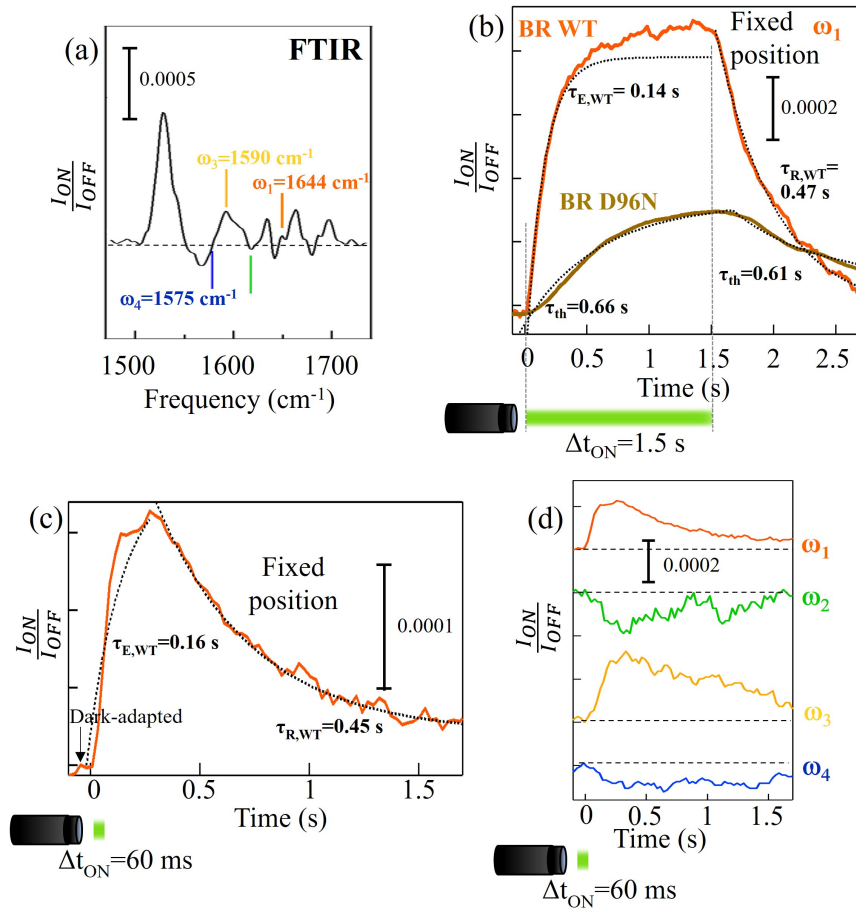 (a)
FTIR
0.0005
ω3=1590 cm-1
ω1=1644 cm-1
ω4=1575 cm-1
ION
IOFF
1500
1600
1700
Frequency (cm-1)
(b)
BR WT
Fixed
position
ω1
τE,WT= 0.14 s
0.0002
τR,WT=
0.47 s
BR D96N
τth=0.61 s
τth=0.66 s
ION
IOFF
0
0.5
1
1.5
2
2.5
Time (s)
ΔtON=1.5 s
(c)
Fixed
position
0.0001
τE,WT=0.16 s
Dark-adapted
τR,WT=0.45 s
ION
IOFF
0
0.5
1
1.5
Time (s)
ΔtON=60 ms
(d)
ω1
0.0002
ω2
ω3
ω4
ION
IOFF
0
0.5
1
1.5
Time (s)
ΔtON=60 ms